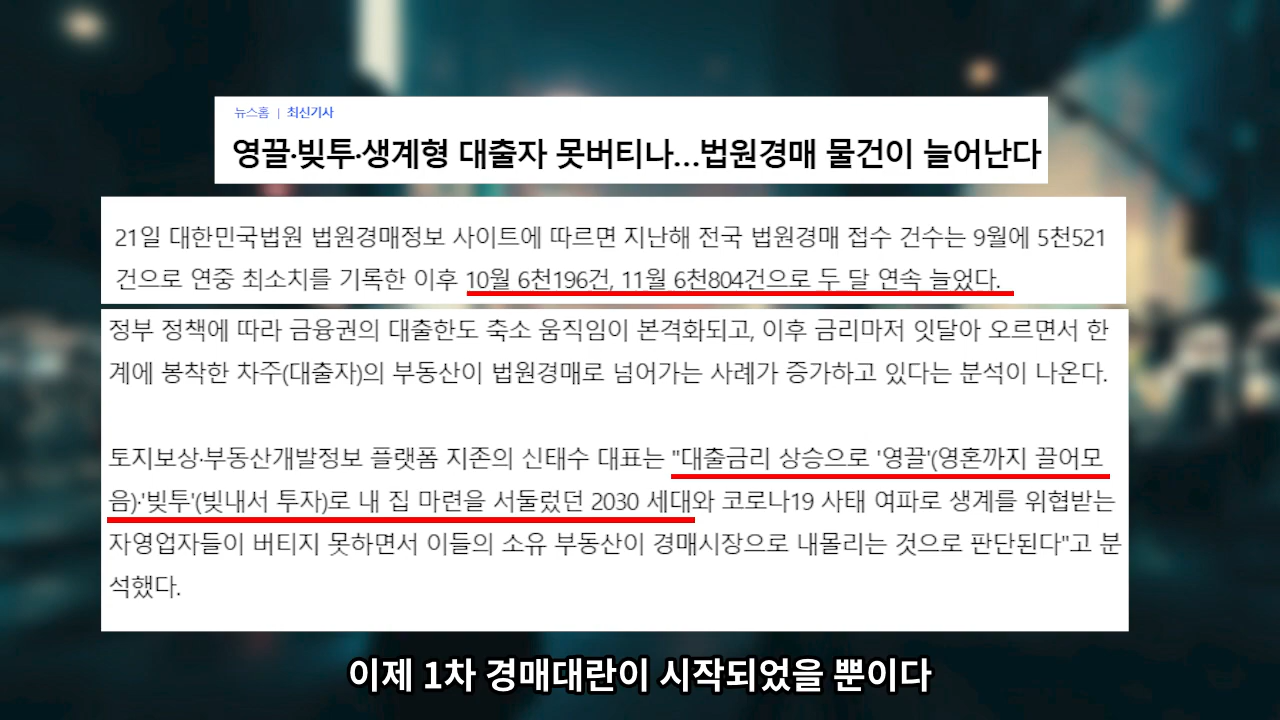 뉴스홈 | 최신기사
영끌·빚투·생계형 대출자 못버티나…법원경매 물건이 늘어난다
21일 대한민국법원 법원경매정보 사이트에 따르면 지난해 전국 법원경매 접수 건수는 9월에 5천521
건으로 연중 최소치를 기록한 이후 10월 6천196건, 11월 6천804건으로 두 달 연속 늘었다.
정부 정책에 따라 금융권의 대출한도 축소 움직임이 본격화되고, 이후 금리마저 잇달아 오르면서 한
계에 봉착한 차주(대출자)의 부동산이 법원경매로 넘어가는 사례가 증가하고 있다는 분석이 나온다.
토지보상·부동산개발정보 플랫폼 지존의 신태수 대표는 "대출금리 상승으로 '영끌'(영혼까지 끌어모
음)·'빚투'(빚내서 투자)로 내 집 마련을 서둘렀던 2030 세대와 코로나19 사태 여파로 생계를 위협받는
자영업자들이 버티지 못하면서 이들의 소유 부동산이 경매시장으로 내몰리는 것으로 판단된다"고 분
석했다.
이제 1차 경매대란이 시작되었을 뿐이다